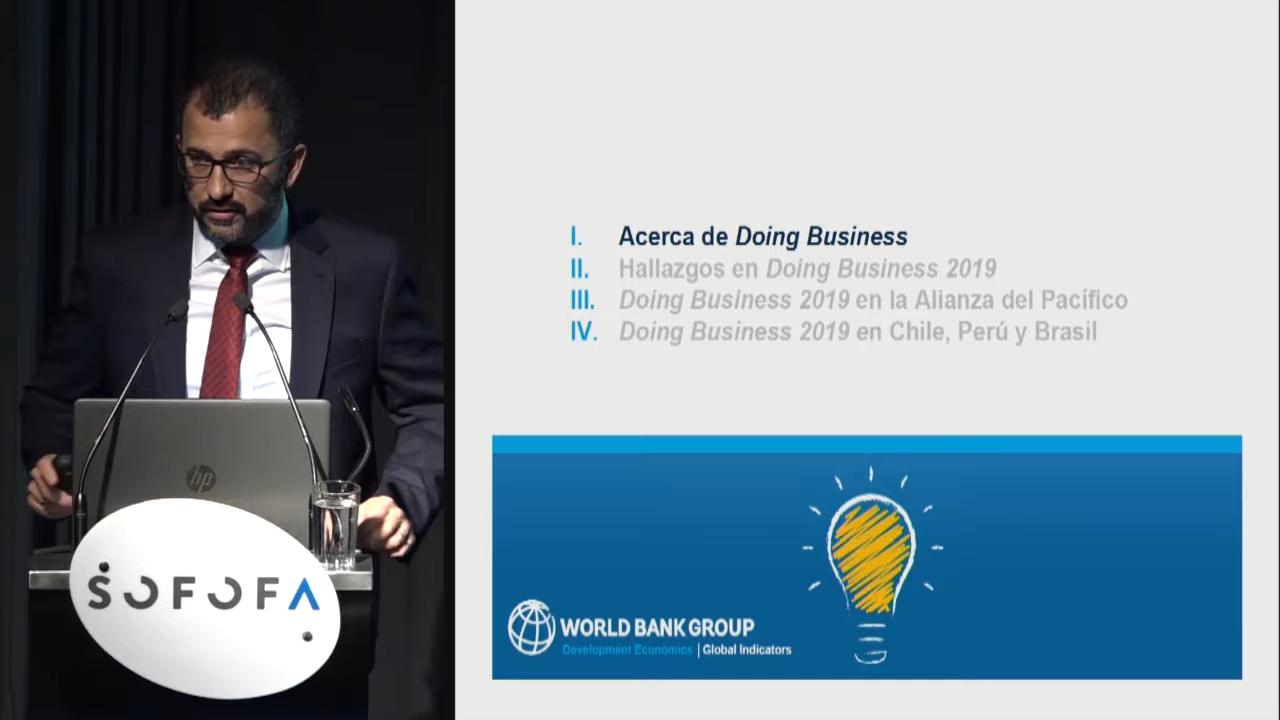 I. Acerca de Doing Business
II. Hallazgos en Doing Business 2019
III. Doing Business 2019 en la Alianza del Pacífico
IV. Doing Business 2019 en Chile, Perú y Brasil
hp
SOFOFA
WORLD BANK GROUP
Development Economics | Global Indicators